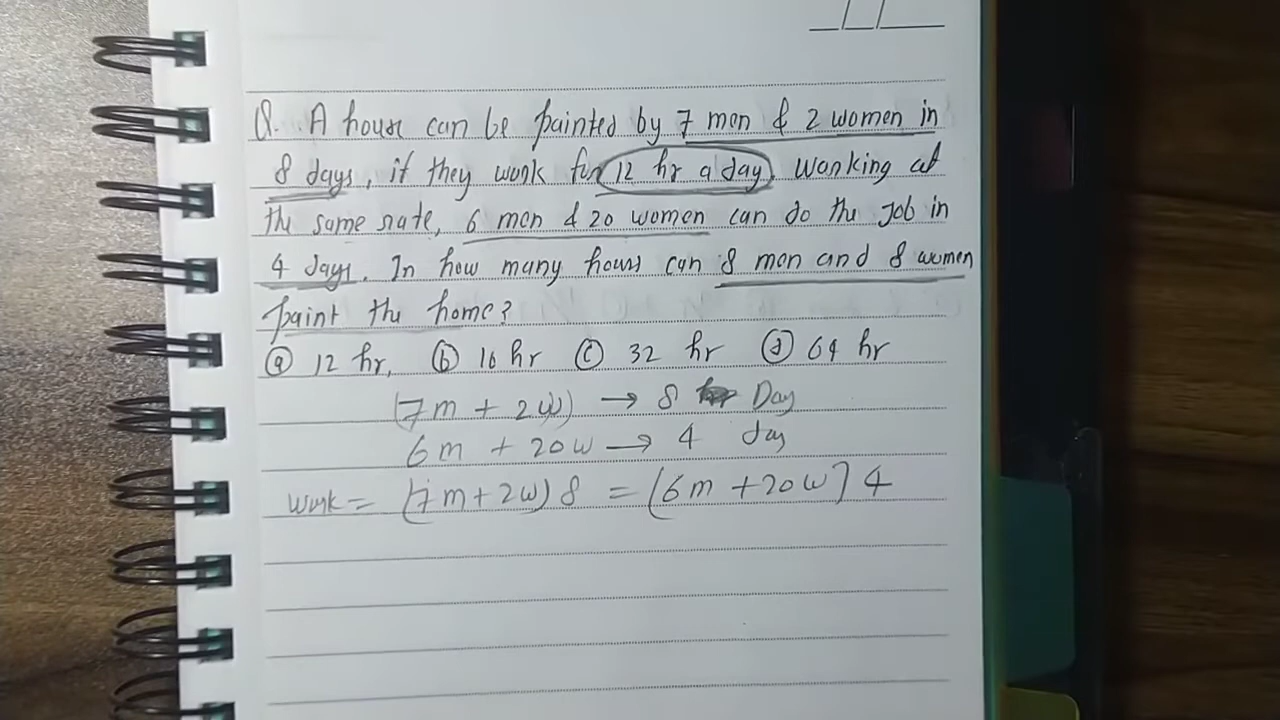 Q. A house can be painted by 7 men & 2 women in
8 days, if they work for 12 hr a day. Working at
the same rate, 6 men & 20 women can do the job in
4 days. In how many hours can 8 men and 8 women
paint the home?
(a) 12 hr, (b) 16 hr (c) 32 hr (d) 64 hr
(7m + 2w) → 8 Day
6m + 20w → 4 day
Work = (7m + 2w) 8 = (6m + 20w) 4